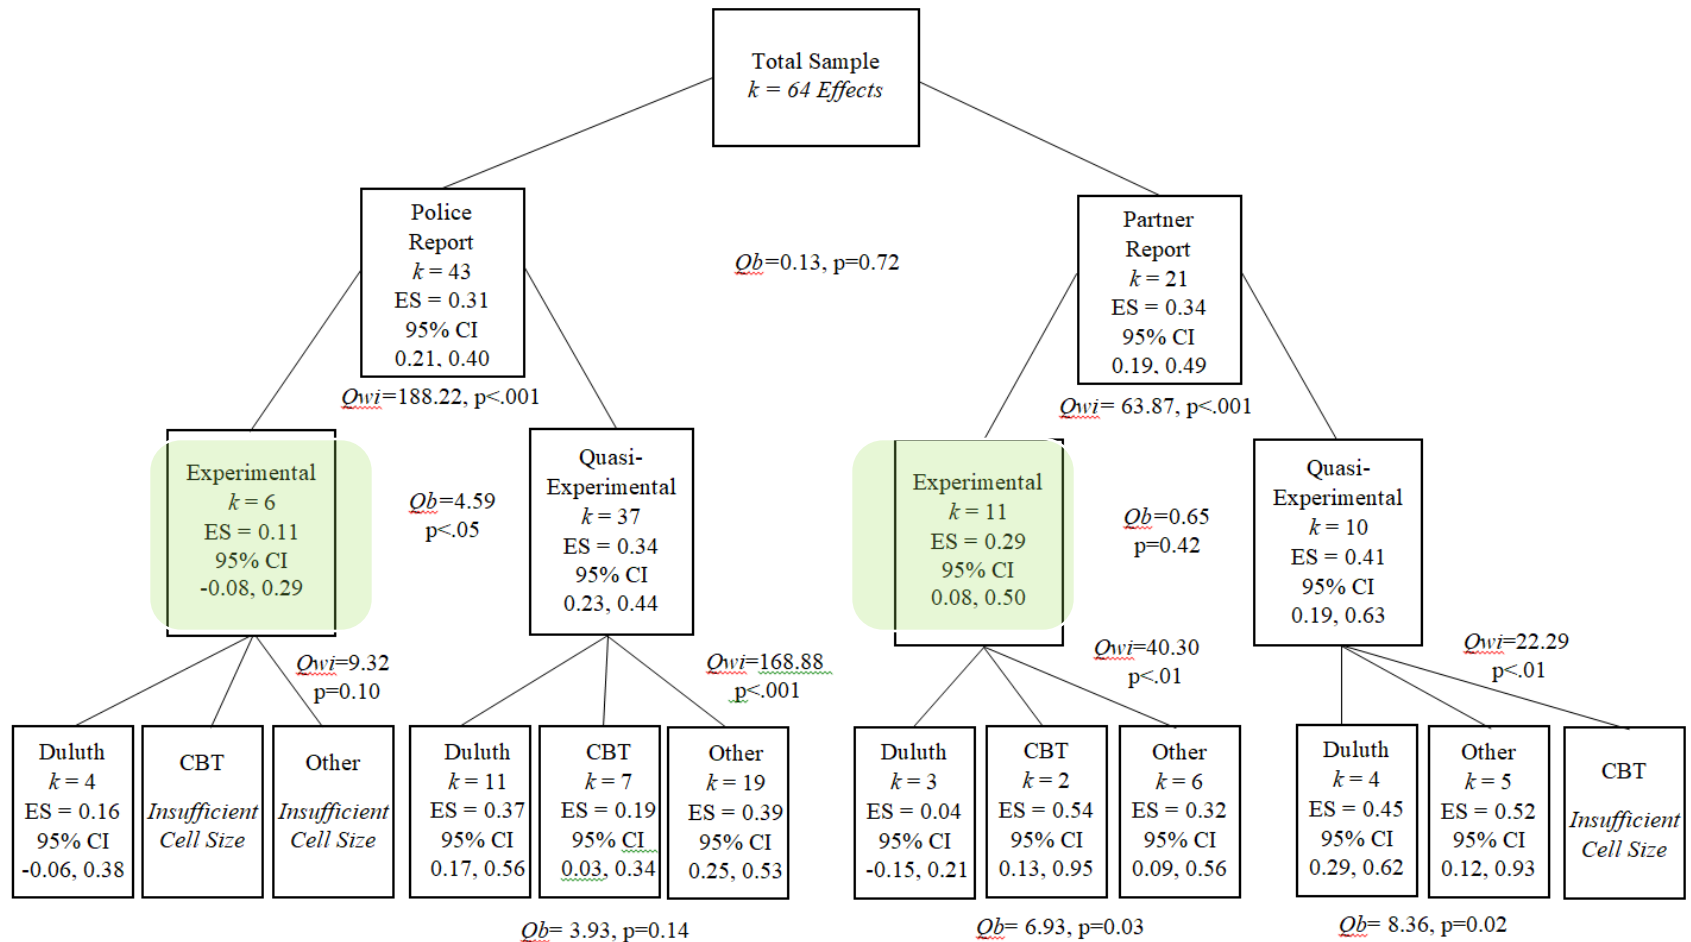 Total Sample
k = 64 Effects
Police
Report
k = 43
ES = 0.31
95% CI
0.21, 0.40
Qwi=188.22, p<.001
Qb=0.13, p=0.72
Partner
Report
k = 21
ES = 0.34
95% CI
0.19, 0.49
Qwi= 63.87, p<.001
Experimental
k = 6
ES = 0.11
95% CI
-0.08, 0.29
Qb=4.59
p<.05
Quasi-
Experimental
k = 37
ES = 0.34
95% CI
0.23, 0.44
Experimental
k = 11
ES = 0.29
95% CI
0.08, 0.50
Qb=0.65
p=0.42
Quasi-
Experimental
k = 10
ES = 0.41
95% CI
0.19, 0.63
Qwi=9.32
p=0.10
Qwi=168.88
p<.001
Qwi=40.30
p<.01
Qwi=22.29
p<.01
Duluth
k = 4
ES = 0.16
95% CI
-0.06, 0.38
CBT
Insufficient
Cell Size
Other
Insufficient
Cell Size
Duluth
k = 11
ES = 0.37
95% CI
0.17, 0.56
CBT
k = 7
ES = 0.19
95% CI
0.03, 0.34
Other
k = 19
ES = 0.39
95% CI
0.25, 0.53
Duluth
k = 3
ES = 0.04
95% CI
-0.15, 0.21
CBT
k = 2
ES = 0.54
95% CI
0.13, 0.95
Other
k = 6
ES = 0.32
95% CI
0.09, 0.56
Duluth
k = 4
ES = 0.45
95% CI
0.29, 0.62
Other
k = 5
ES = 0.52
95% CI
0.12, 0.93
CBT
Insufficient
Cell Size
Qb= 3.93, p=0.14
Qb= 6.93, p=0.03
Qb= 8.36, p=0.02